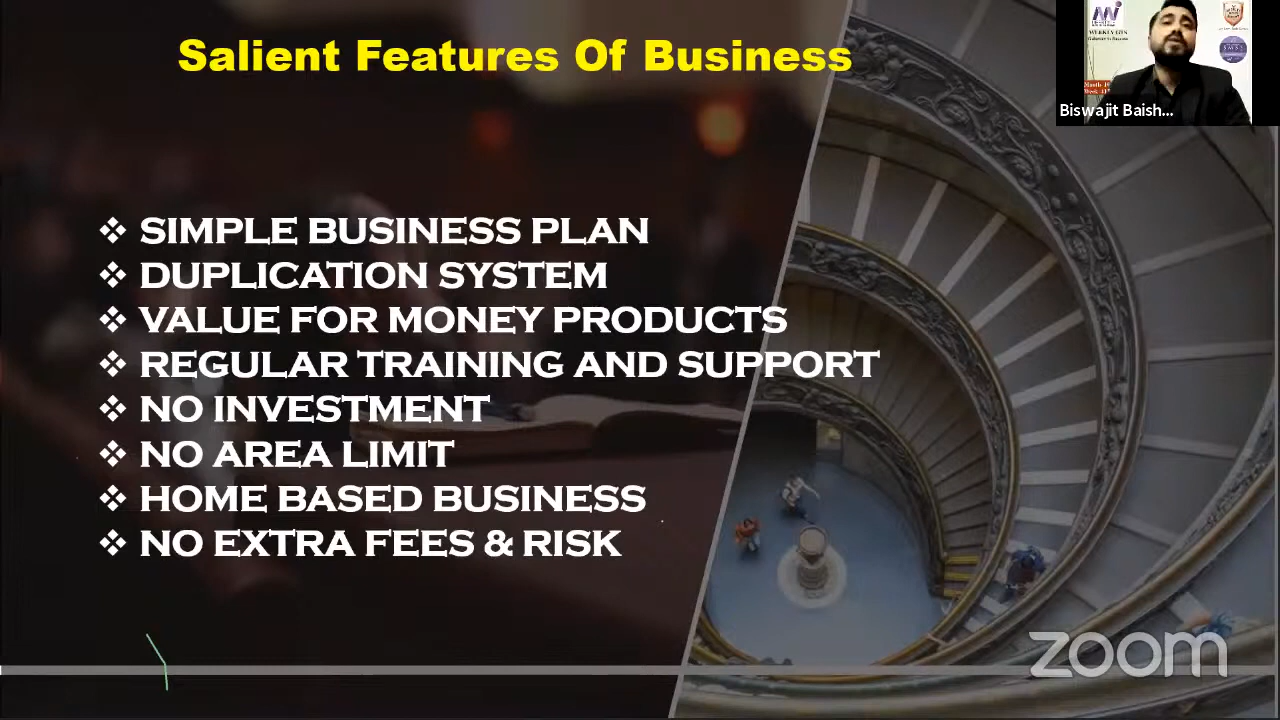 Salient Features Of Business
SIMPLE BUSINESS PLAN
DUPLICATION SYSTEM
VALUE FOR MONEY PRODUCTS
REGULAR TRAINING AND SUPPORT
NO INVESTMENT
NO AREA LIMIT
HOME BASED BUSINESS
NO EXTRA FEES & RISK
Biswajit Baish...
zoom